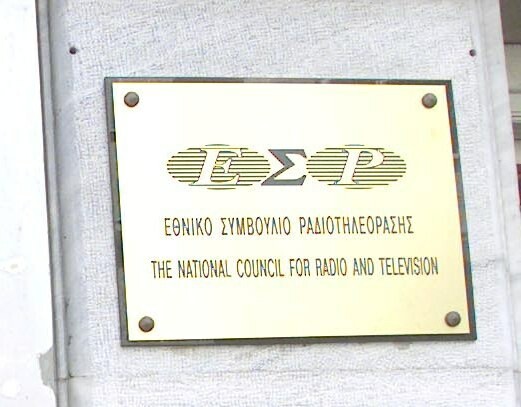 ΕΣΡ
ΕΘΝΙΚΟ ΣΥΜΒΟΥΛΙΟ ΡΑΔΙΟΤΗΛΕΟΡΑΣΗΣ
THE NATIONAL COUNCIL FOR RADIO AND TELEVISION